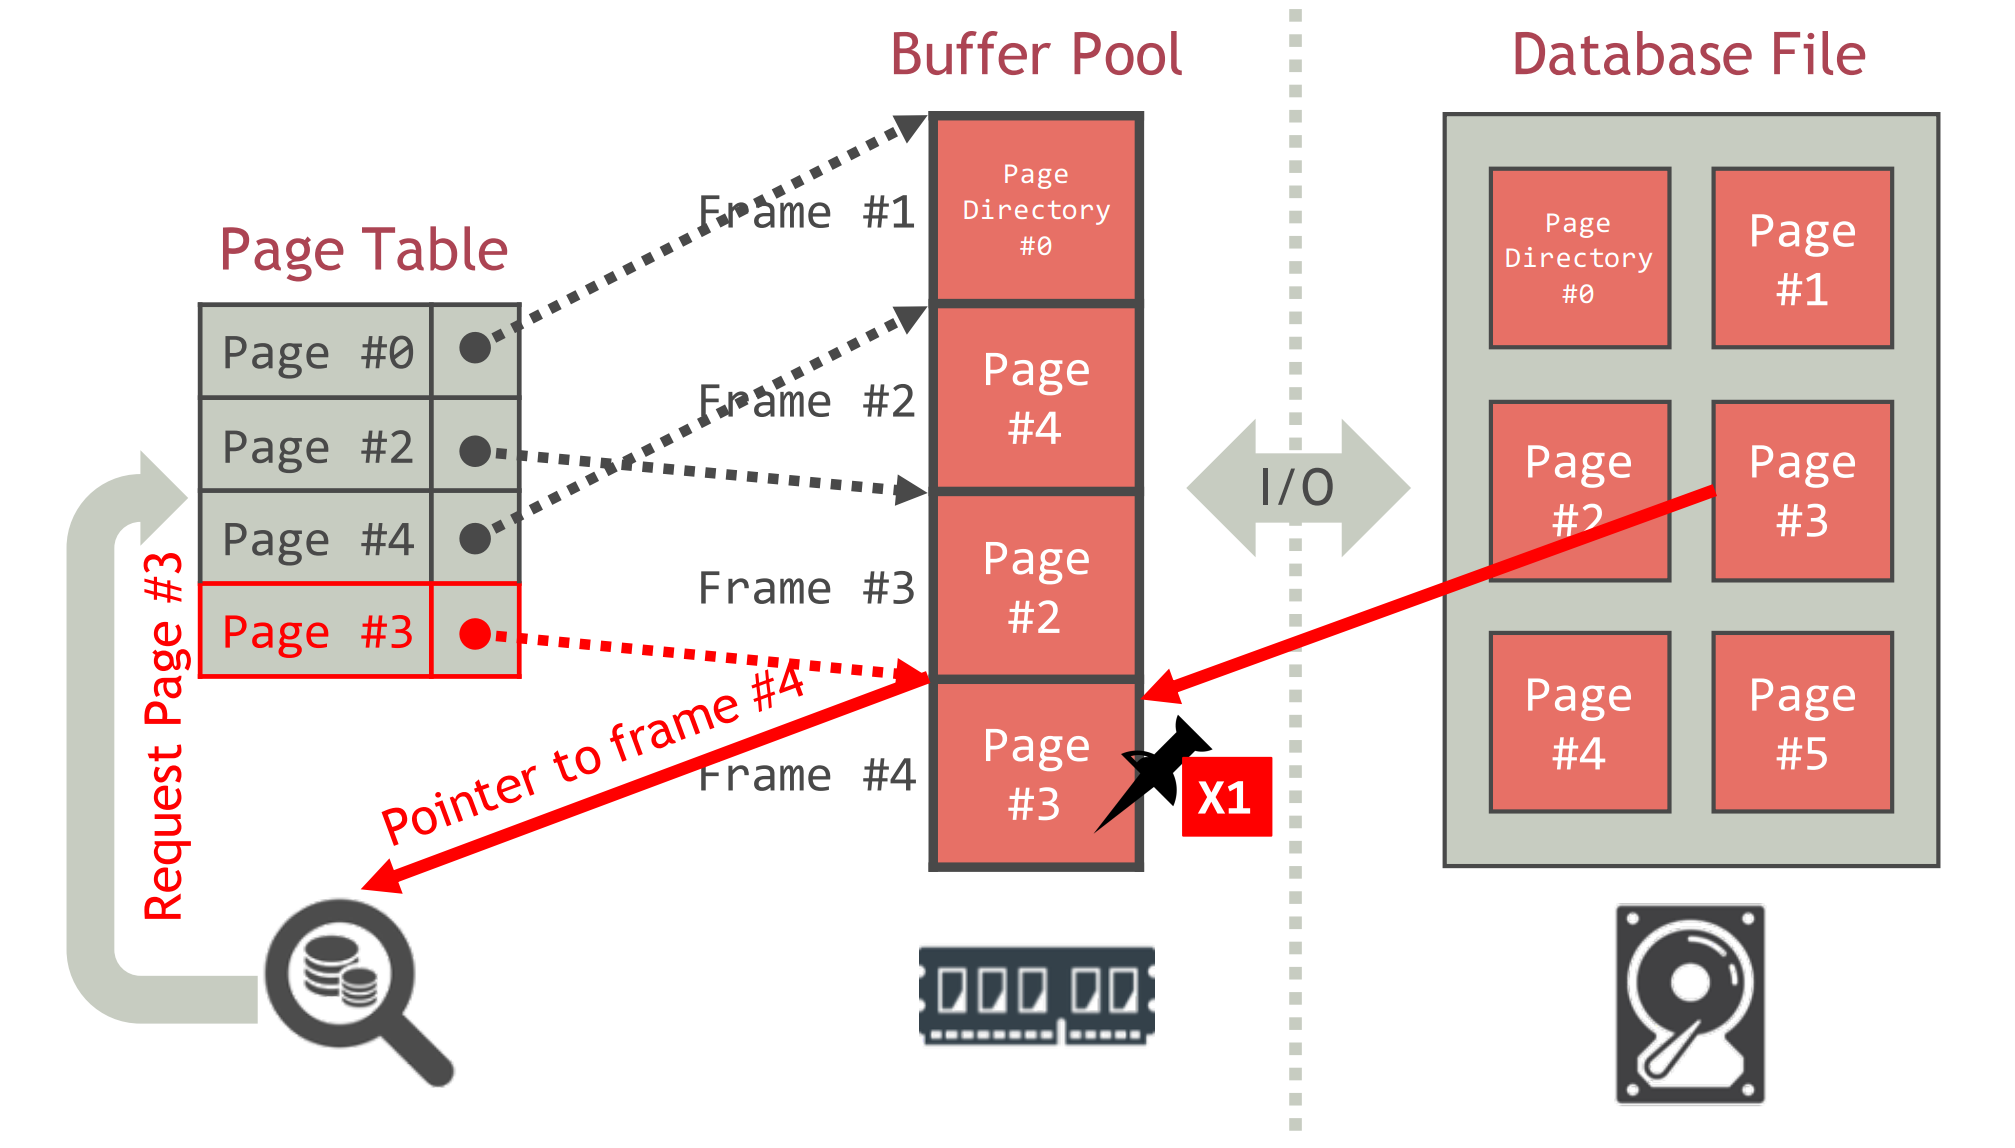 Buffer Pool
Database File
Page Table
Page #0
Page #2
Page #4
Page #3
Request Page #3
Pointer to frame #4
Frame #1
Frame #2
Frame #3
Frame #4
Page
Directory
#0
Page
#4
Page
#2
Page
#3
X1
I/O
Page
Directory
#0
Page
#1
Page
#2
Page
#3
Page
#4
Page
#5